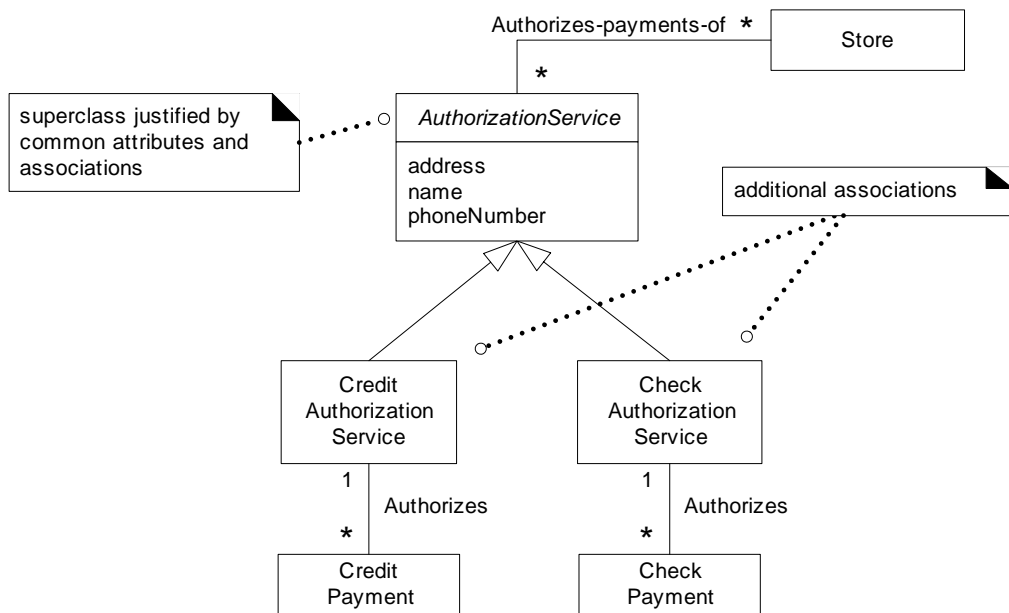 Authorizes-payments-of *
Store
*
superclass justified by
common attributes and
associations
AuthorizationService
address
name
phoneNumber
additional associations
Credit
Authorization
Service
Check
Authorization
Service
1
Authorizes
*
1
Authorizes
*
Credit
Payment
Check
Payment